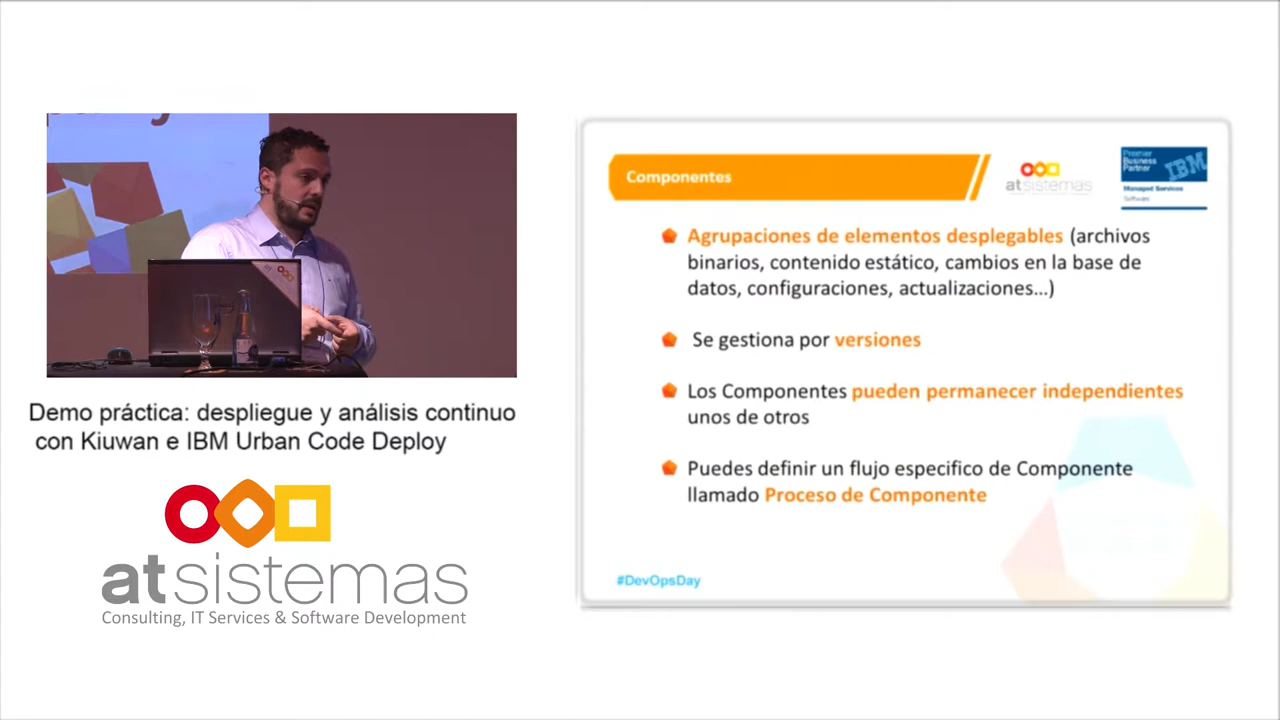 Demo práctica: despliegue y análisis continuo
con Kiuwan e IBM Urban Code Deploy
atsistemas
Consulting, IT Services & Software Development
Componentes
atsistemas
Premier
Business
Partner
IBM
Managed Services
Software
Agrupaciones de elementos desplegables (archivos
binarios, contenido estático, cambios en la base de
datos, configuraciones, actualizaciones...)
Se gestiona por versiones
Los Componentes pueden permanecer independientes
unos de otros
Puedes definir un flujo especifico de Componente
llamado Proceso de Componente
#DevOpsDay